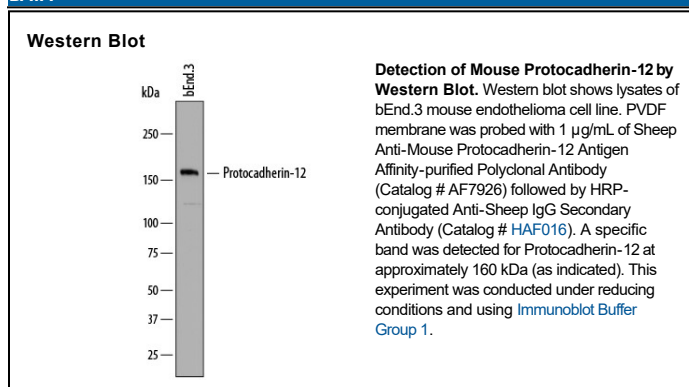 Western Blot
bEnd.3
kDa
250
Protocadherin-12
150
100
75
50
37
25
Detection of Mouse Protocadherin-12 by
Western Blot. Western blot shows lysates of
bEnd.3 mouse endothelioma cell line. PVDF
membrane was probed with 1 µg/mL of Sheep
Anti-Mouse Protocadherin-12 Antigen
Affinity-purified Polyclonal Antibody
(Catalog # AF7926) followed by HRP-
conjugated Anti-Sheep IgG Secondary
Antibody (Catalog # HAF016). A specific
band was detected for Protocadherin-12 at
approximately 160 kDa (as indicated). This
experiment was conducted under reducing
conditions and using Immunoblot Buffer
Group 1.